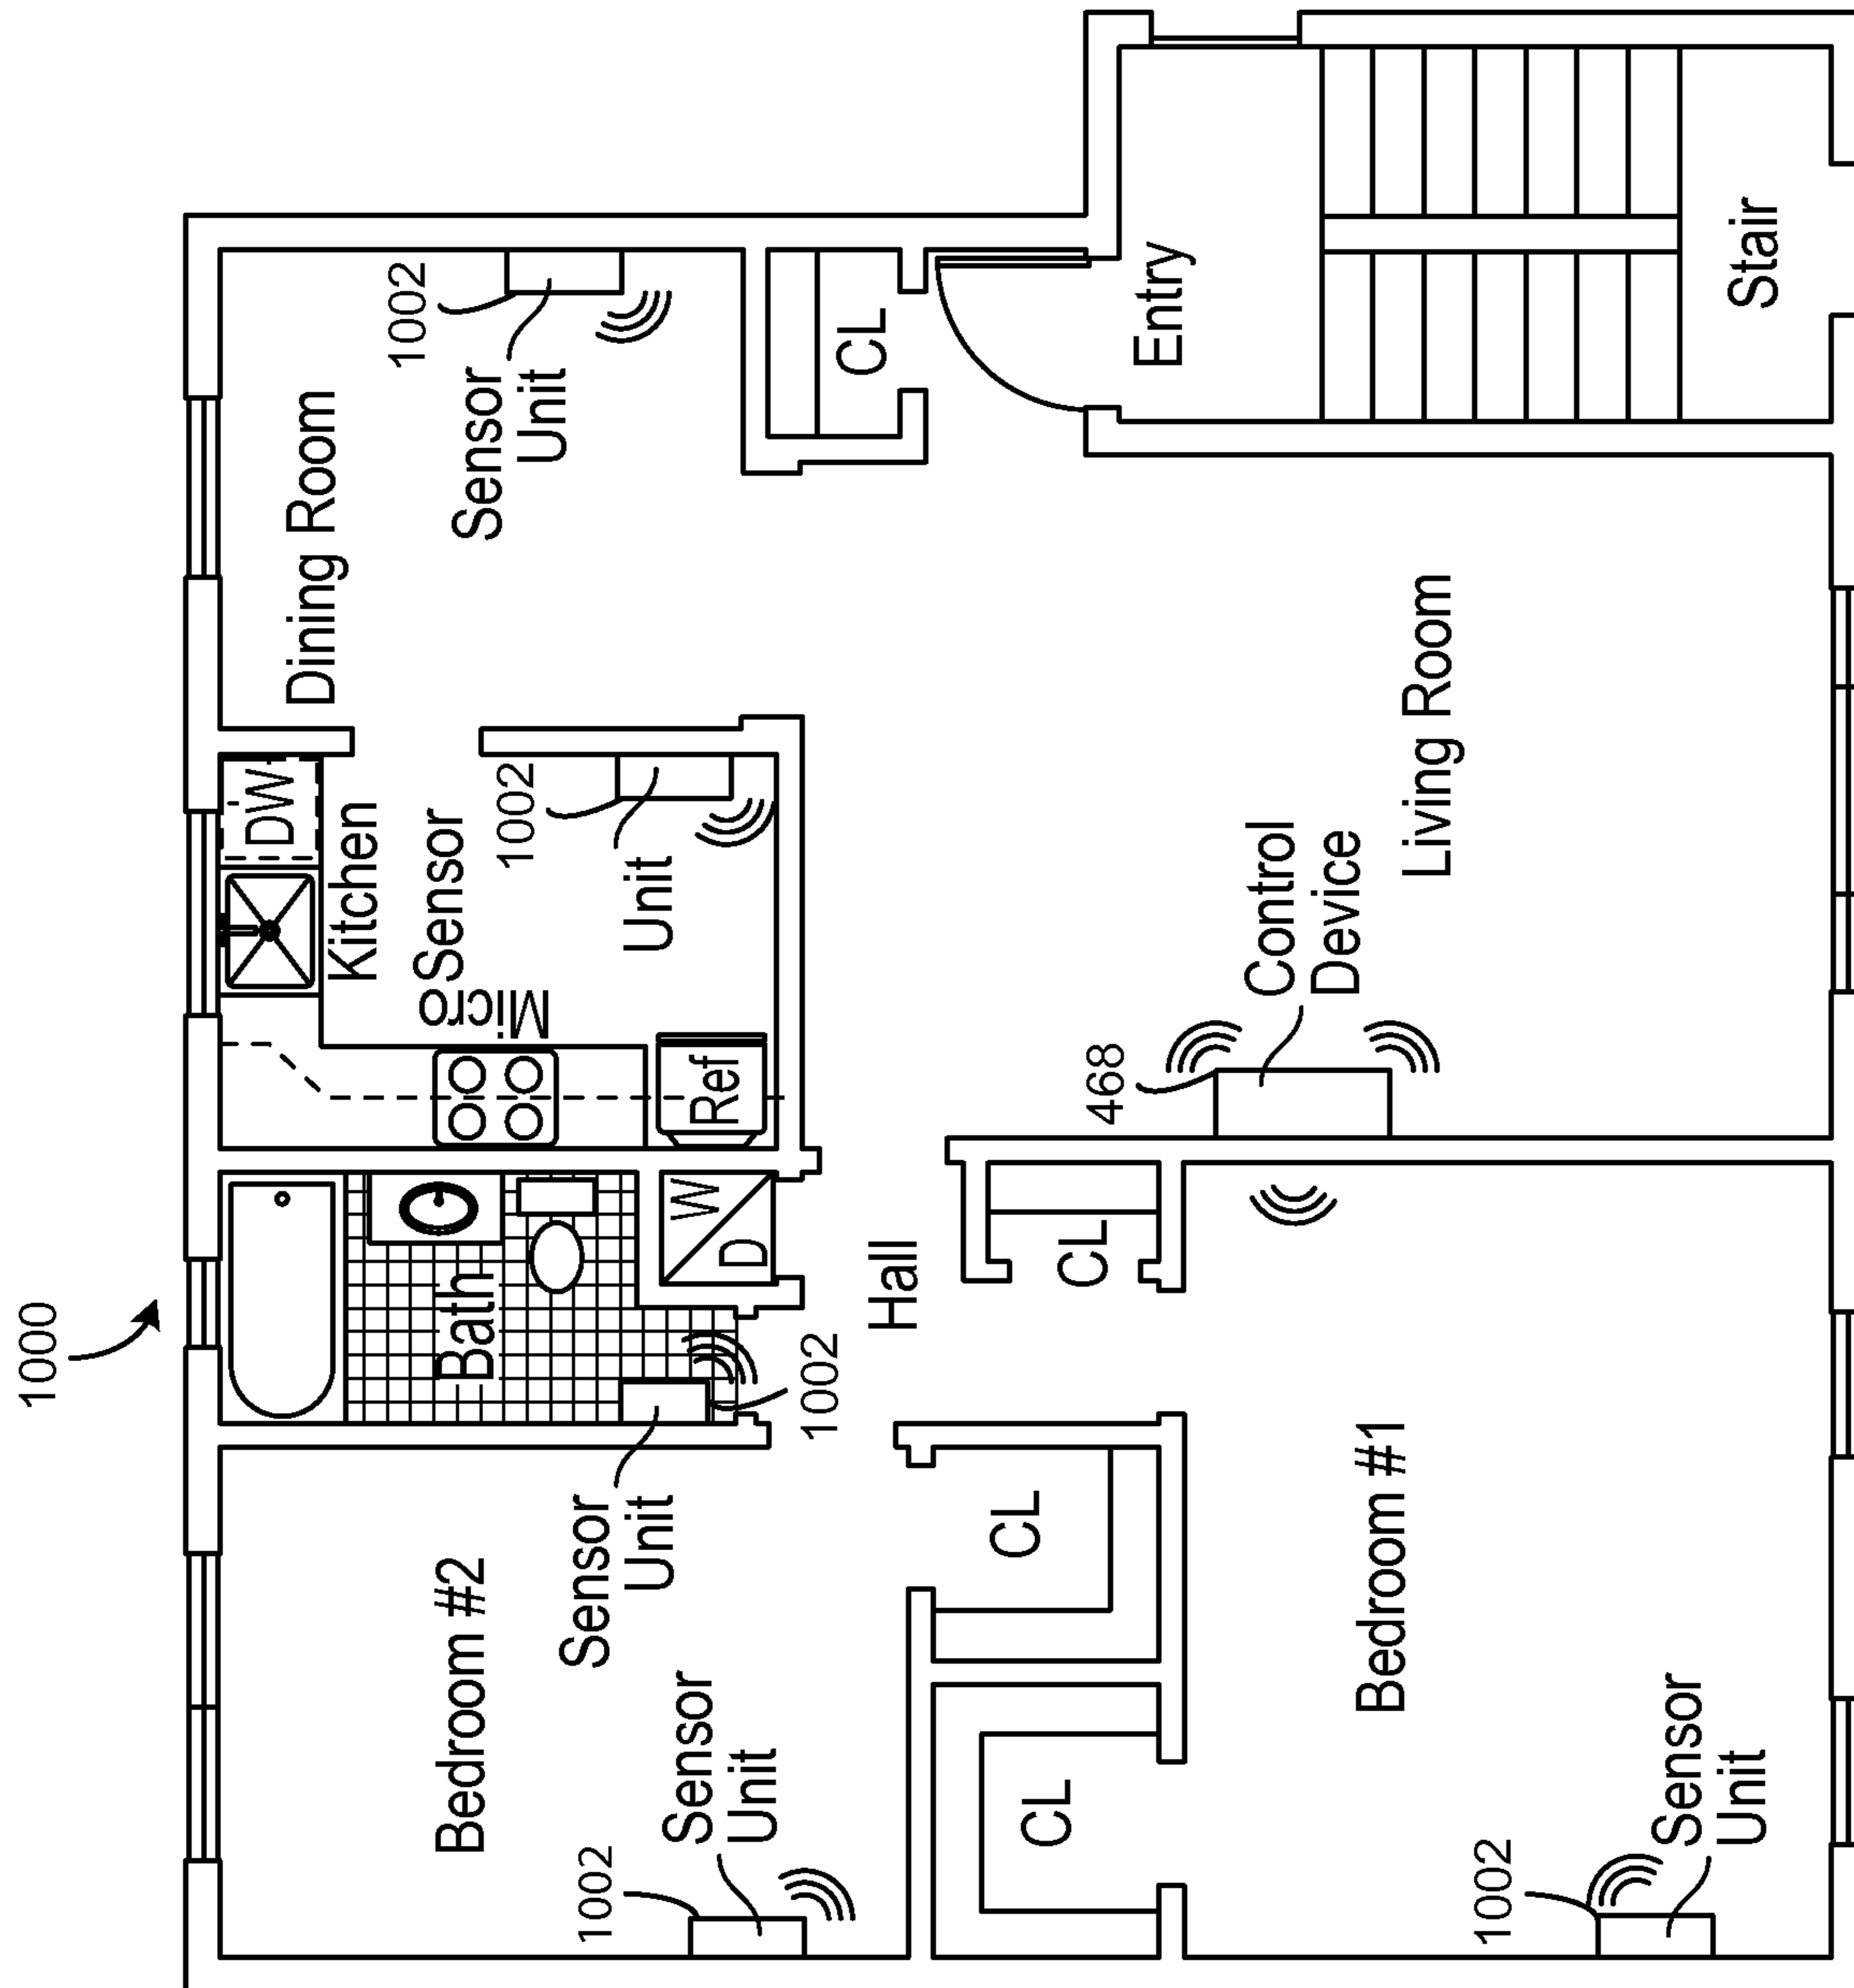 1000
Bedroom #2
1002
Sensor
Unit
Sensor
Unit
1002
Bath
D
W
Kitchen
DW
Micro
Ref
Sensor
Unit
1002
Dining Room
1002
Sensor
Unit
CL
CL
CL
Hall
CL
Entry
Stair
Bedroom #1
1002
Sensor
Unit
468
Control
Device
Living Room